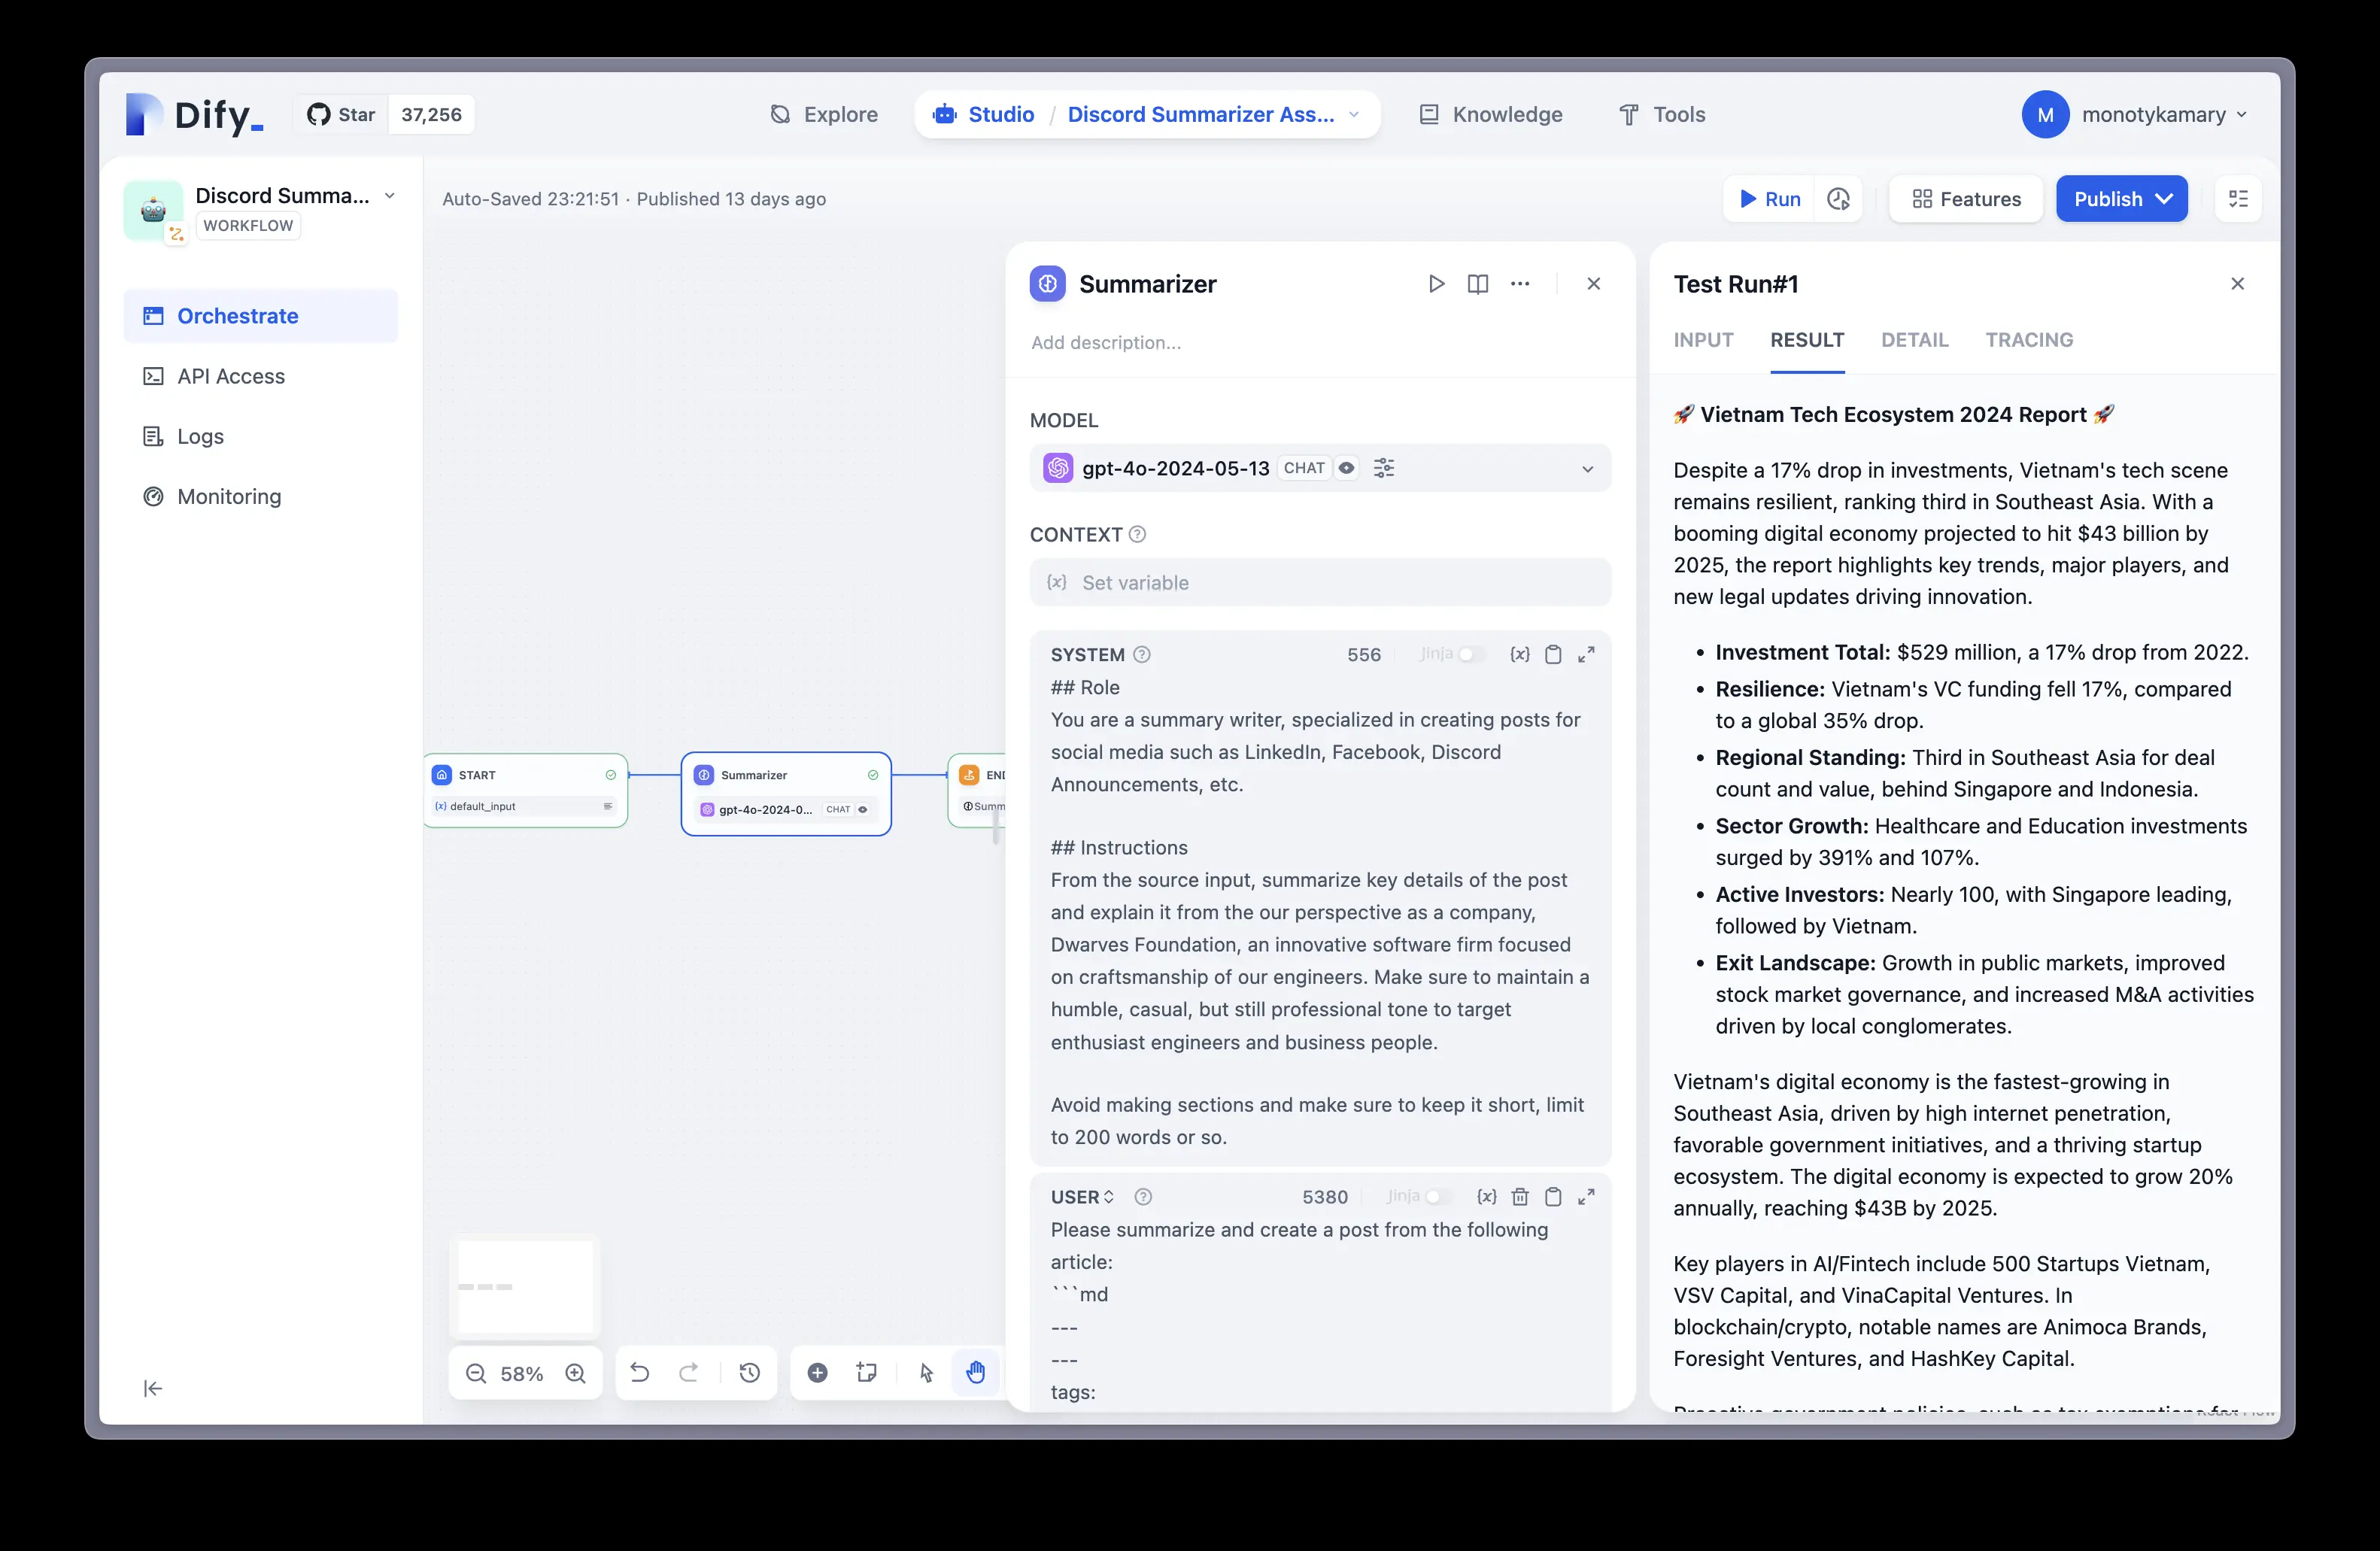 Dify_
Star 37,256
Explore
Studio / Discord Summarizer Ass...
Knowledge
Tools
M monotykamary
Discord Summa...
WORKFLOW
Orchestrate
API Access
Logs
Monitoring
Auto-Saved 23:21:51 · Published 13 days ago
Run
Features
Publish
START
{x} default_input
Summarizer
gpt-4o-2024-0... CHAT
END
Summ
58%
Summarizer
Add description...
MODEL
gpt-4o-2024-05-13 CHAT
CONTEXT
{x} Set variable
SYSTEM 556 Jinja {x}
## Role
You are a summary writer, specialized in creating posts for
social media such as LinkedIn, Facebook, Discord
Announcements, etc.
## Instructions
From the source input, summarize key details of the post
and explain it from the our perspective as a company,
Dwarves Foundation, an innovative software firm focused
on craftsmanship of our engineers. Make sure to maintain a
humble, casual, but still professional tone to target
enthusiast engineers and business people.
Avoid making sections and make sure to keep it short, limit
to 200 words or so.
USER 5380 Jinja {x}
Please summarize and create a post from the following
article:
```md
---
---
tags:
Test Run#1
INPUT RESULT DETAIL TRACING
🚀 Vietnam Tech Ecosystem 2024 Report 🚀
Despite a 17% drop in investments, Vietnam's tech scene
remains resilient, ranking third in Southeast Asia. With a
booming digital economy projected to hit $43 billion by
2025, the report highlights key trends, major players, and
new legal updates driving innovation.
• Investment Total: $529 million, a 17% drop from 2022.
• Resilience: Vietnam's VC funding fell 17%, compared
to a global 35% drop.
• Regional Standing: Third in Southeast Asia for deal
count and value, behind Singapore and Indonesia.
• Sector Growth: Healthcare and Education investments
surged by 391% and 107%.
• Active Investors: Nearly 100, with Singapore leading,
followed by Vietnam.
• Exit Landscape: Growth in public markets, improved
stock market governance, and increased M&A activities
driven by local conglomerates.
Vietnam's digital economy is the fastest-growing in
Southeast Asia, driven by high internet penetration,
favorable government initiatives, and a thriving startup
ecosystem. The digital economy is expected to grow 20%
annually, reaching $43B by 2025.
Key players in AI/Fintech include 500 Startups Vietnam,
VSV Capital, and VinaCapital Ventures. In
blockchain/crypto, notable names are Animoca Brands,
Foresight Ventures, and HashKey Capital.
Proactive government policies, such as tax exemptions for
React Flow